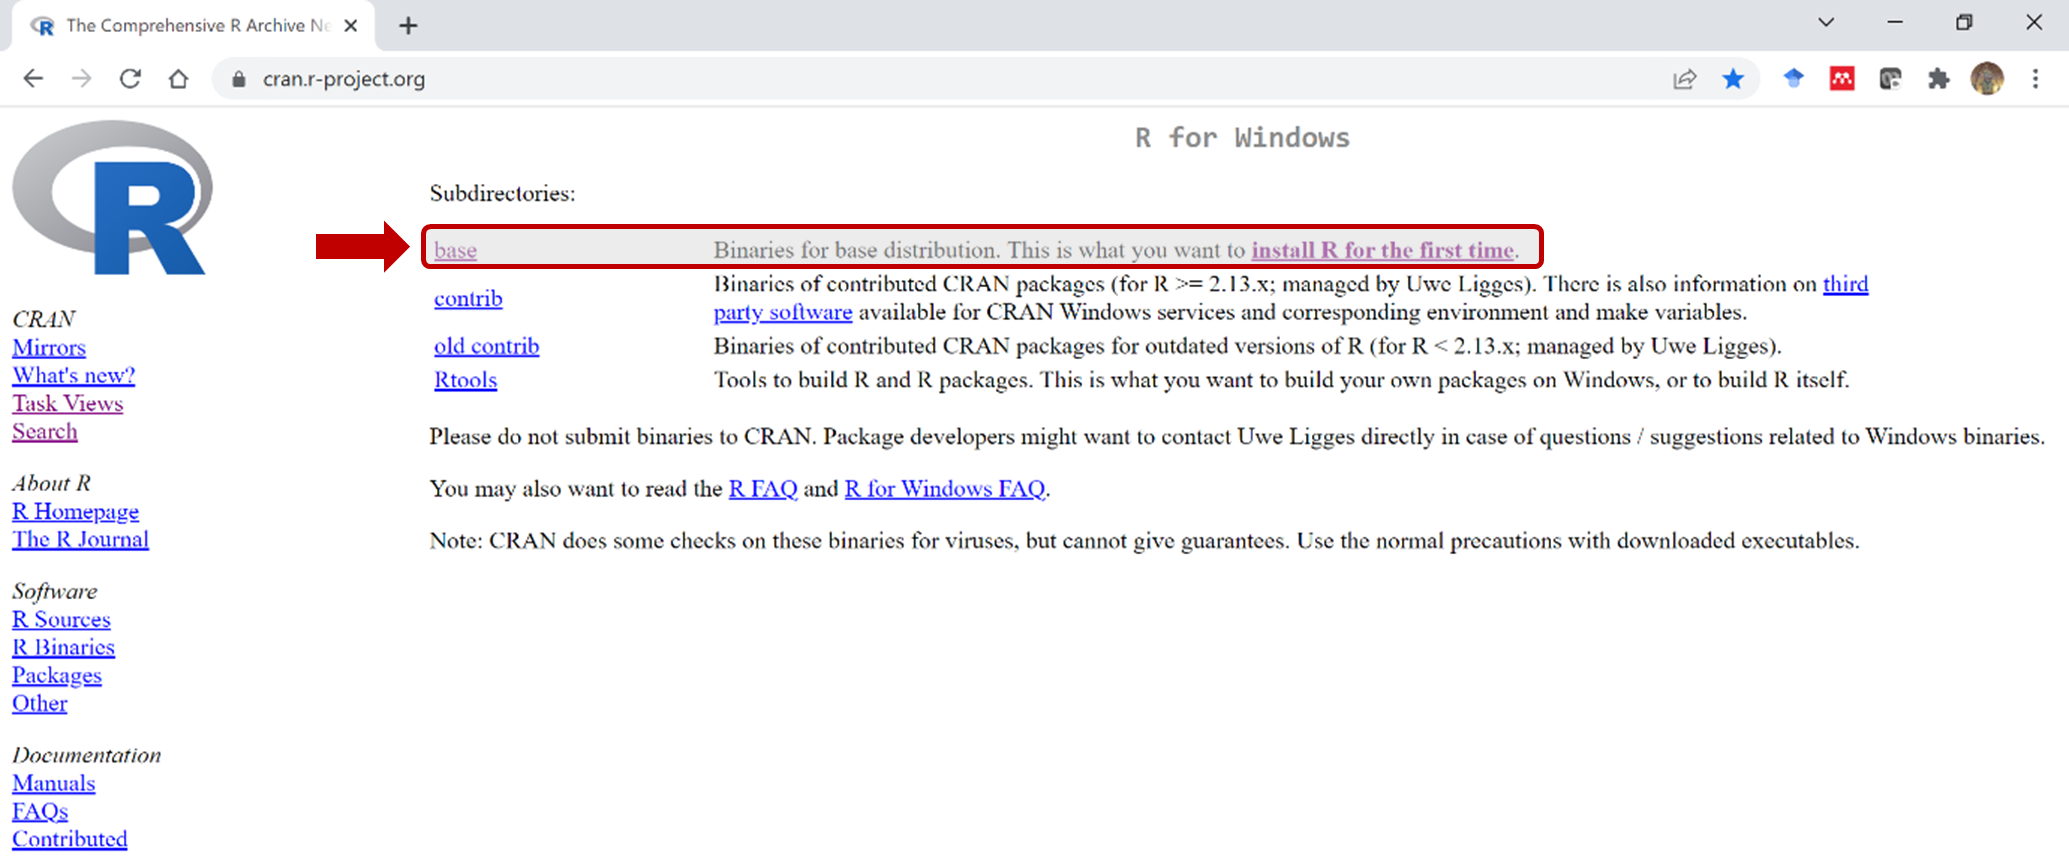 The Comprehensive R Archive Ne
cran.r-project.org
R
CRAN
Mirrors
What's new?
Task Views
Search
About R
R Homepage
The R Journal
Software
R Sources
R Binaries
Packages
Other
Documentation
Manuals
FAQs
Contributed
R for Windows
Subdirectories:
base Binaries for base distribution. This is what you want to install R for the first time.
contrib Binaries of contributed CRAN packages (for R >= 2.13.x; managed by Uwe Ligges). There is also information on third
party software available for CRAN Windows services and corresponding environment and make variables.
old contrib Binaries of contributed CRAN packages for outdated versions of R (for R < 2.13.x; managed by Uwe Ligges).
Rtools Tools to build R and R packages. This is what you want to build your own packages on Windows, or to build R itself.
Please do not submit binaries to CRAN. Package developers might want to contact Uwe Ligges directly in case of questions / suggestions related to Windows binaries.
You may also want to read the R FAQ and R for Windows FAQ.
Note: CRAN does some checks on these binaries for viruses, but cannot give guarantees. Use the normal precautions with downloaded executables.